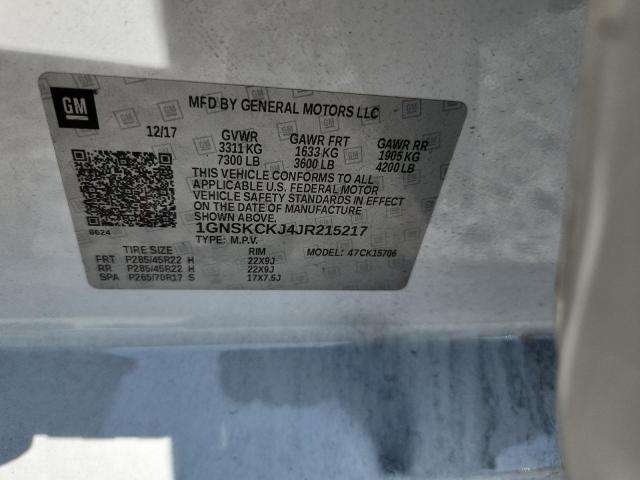 GM
MFD BY GENERAL MOTORS LLC
12/17 GVWR GAWR FRT GAWR RR
3311 KG 1633 KG 1905 KG
7300 LB 3600 LB 4200 LB
THIS VEHICLE CONFORMS TO ALL
APPLICABLE U.S. FEDERAL MOTOR
VEHICLE SAFETY STANDARDS IN EFFECT
ON THE DATE OF MANUFACTURE
SHOWN ABOVE.
8624 1GNSKCKJ4JR215217
TYPE: M.P.V. MODEL: 47CK15706
TIRE SIZE RIM
FRT P285/45R22 H 22X9J
RR P285/45R22 H 22X9J
SPA P265/70R17 S 17X7.5J